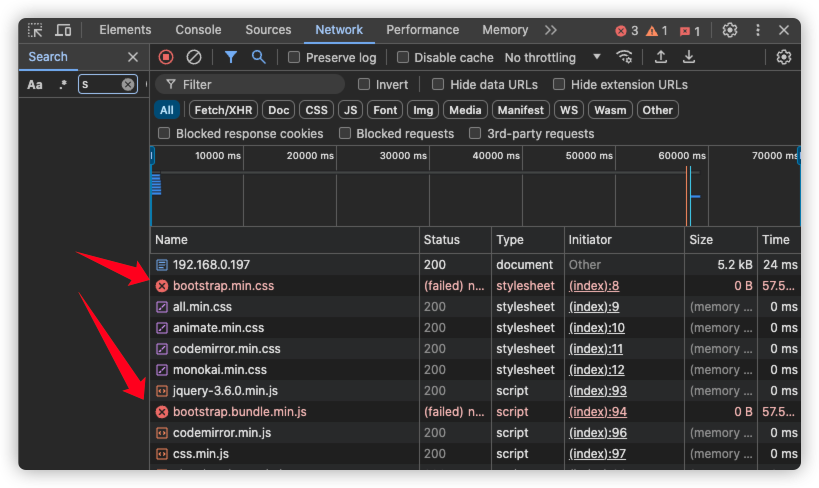 Elements Console Sources Network Performance Memory 3 1 1
Search
Preserve log Disable cache No throttling
Aa .* s
Filter Invert Hide data URLs Hide extension URLs
All Fetch/XHR Doc CSS JS Font Img Media Manifest WS Wasm Other
Blocked response cookies Blocked requests 3rd-party requests
10000 ms 20000 ms 30000 ms 40000 ms 50000 ms 60000 ms 70000 ms
Name Status Type Initiator Size Time
192.168.0.197 200 document Other 5.2 kB 24 ms
bootstrap.min.css (failed) n... stylesheet (index):8 0 B 57.5...
all.min.css 200 stylesheet (index):9 (memory ... 0 ms
animate.min.css 200 stylesheet (index):10 (memory ... 0 ms
codemirror.min.css 200 stylesheet (index):11 (memory ... 0 ms
monokai.min.css 200 stylesheet (index):12 (memory ... 0 ms
jquery-3.6.0.min.js 200 script (index):93 (memory ... 0 ms
bootstrap.bundle.min.js (failed) n... script (index):94 0 B 57.5...
codemirror.min.js 200 script (index):96 (memory ... 0 ms
css.min.js 200 script (index):97 (memory ... 0 ms